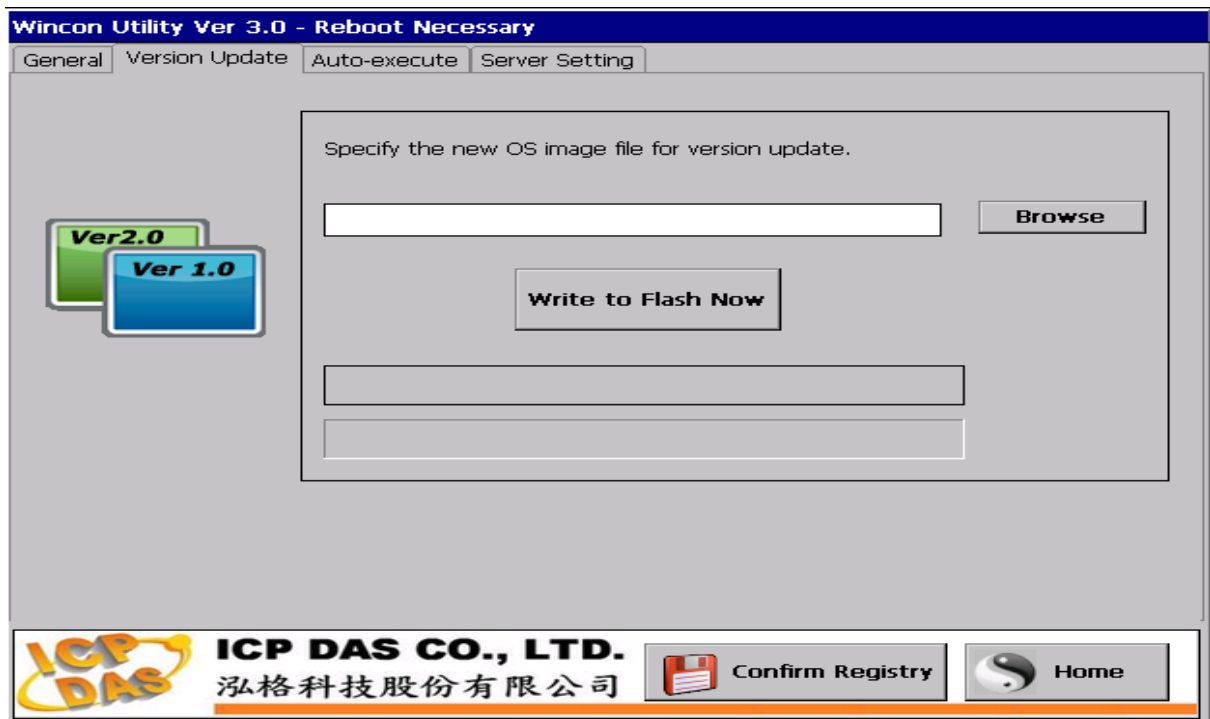 Wincon Utility Ver 3.0 - Reboot Necessary
General Version Update Auto-execute Server Setting
Specify the new OS image file for version update.
Browse
Ver2.0
Ver 1.0
Write to Flash Now
ICP DAS
ICP DAS CO., LTD.
泓格科技股份有限公司
Confirm Registry
Home